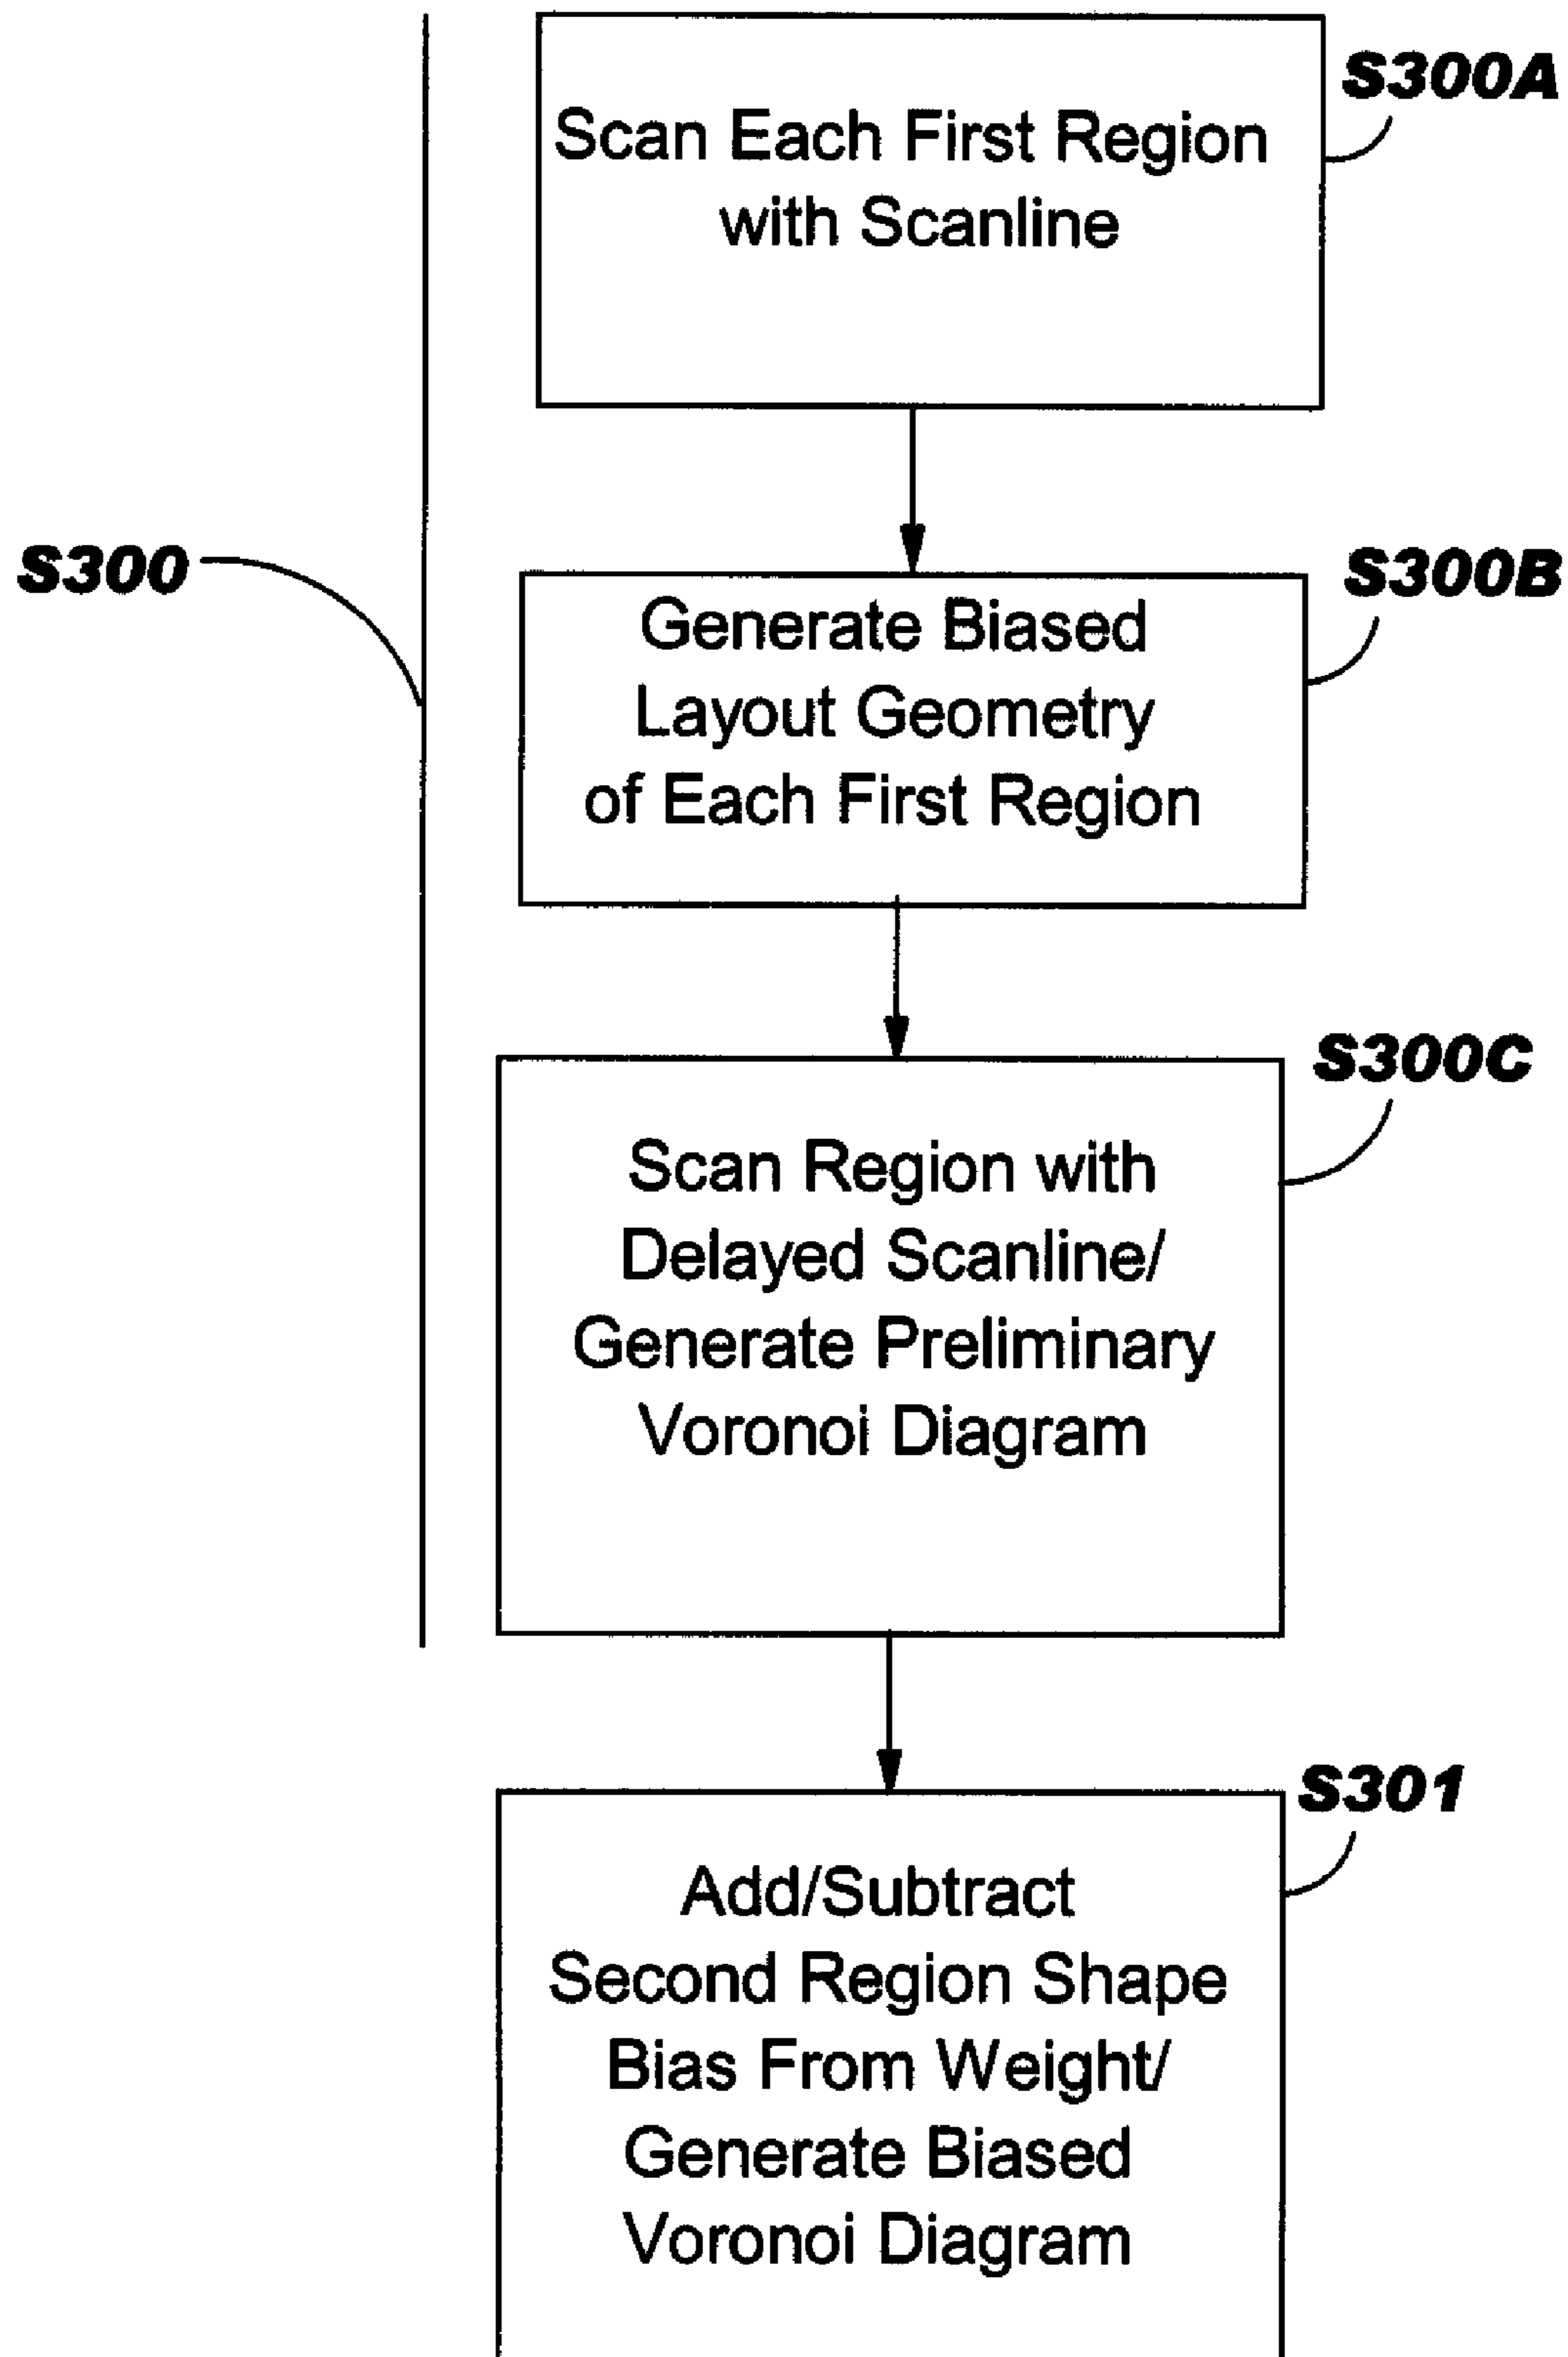 S300A
Scan Each First Region
with Scanline
S300
S300B
Generate Biased
Layout Geometry
of Each First Region
S300C
Scan Region with
Delayed Scanline/
Generate Preliminary
Voronoi Diagram
S301
Add/Subtract
Second Region Shape
Bias From Weight/
Generate Biased
Voronoi Diagram